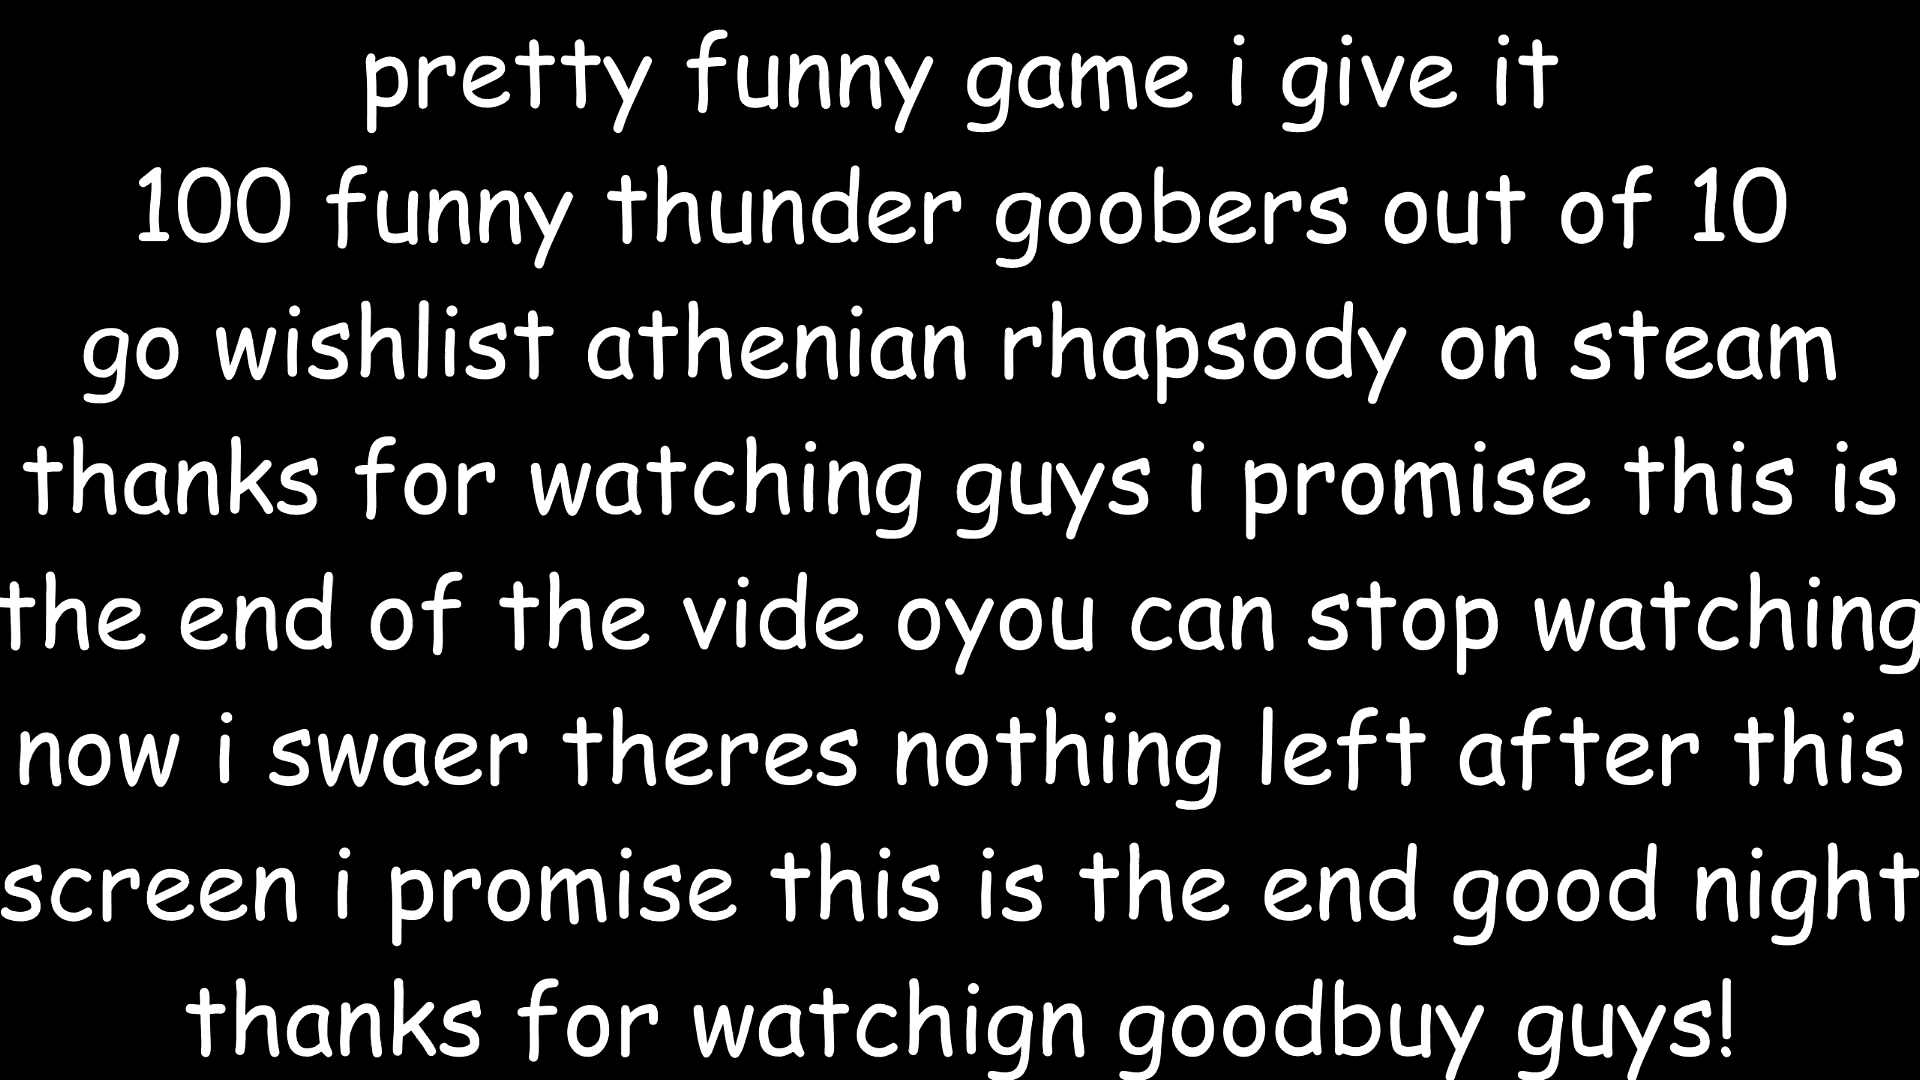 pretty funny game i give it
100 funny thunder goobers out of 10
go wishlist athenian rhapsody on steam
thanks for watching guys i promise this is
the end of the vide oyou can stop watching
now i swaer theres nothing left after this
screen i promise this is the end good night
thanks for watchign goodbuy guys!